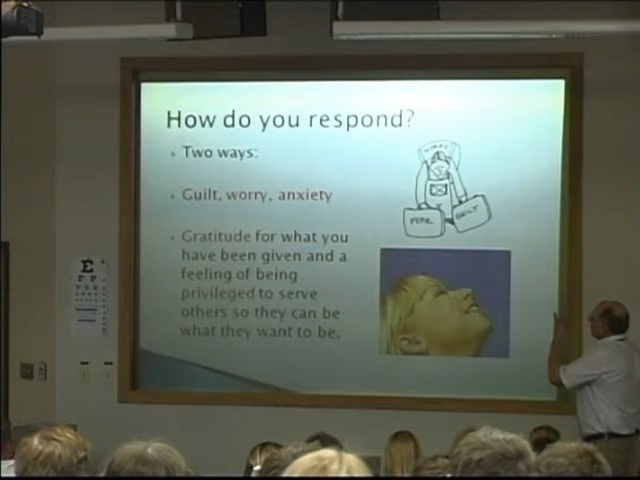 How do you respond?
Two ways:
Guilt, worry, anxiety
Gratitude for what you
have been given and a
feeling of being
privileged to serve
others so they can be
what they want to be.
FEAR
GUILT
E
F P